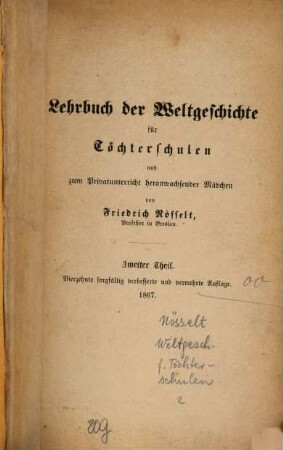 Lehrbuch der Weltgeschichte
für
Töchterschulen
und
zum Privatunterricht heranwachsender Mädchen
von
Friedrich Nösselt,
Professor in Breslau.
Zweiter Theil.
Vierzehnte sorgfältig verbesserte und vermehrte Auflage.
1867.
Nösselt
Weltgesch
f. Töchter-
schulen
2